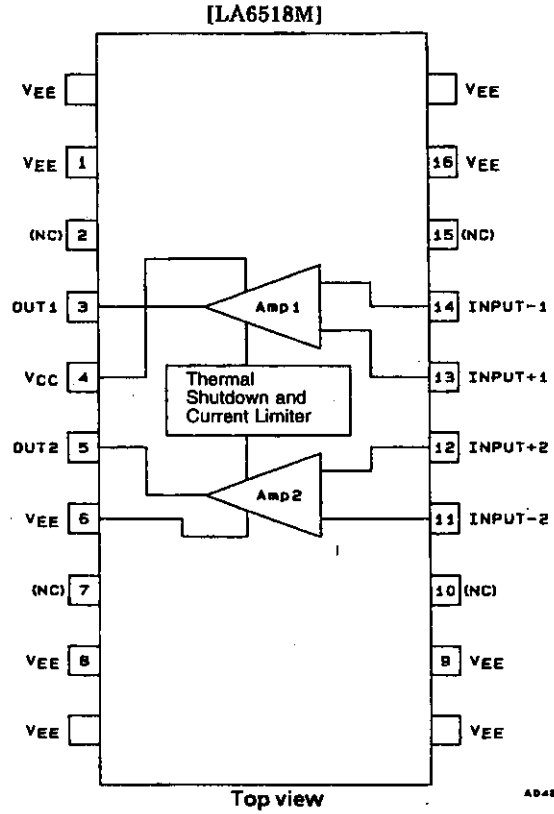 [LA6518M]
VEE VEE
VEE 1 16 VEE
(NC) 2 15 (NC)
OUT1 3 Amp1 14 INPUT-1
VCC 4 13 INPUT+1
Thermal
Shutdown and
Current Limiter
OUT2 5 12 INPUT+2
VEE 6 Amp2 11 INPUT-2
(NC) 7 10 (NC)
VEE 8 9 VEE
VEE VEE
Top view